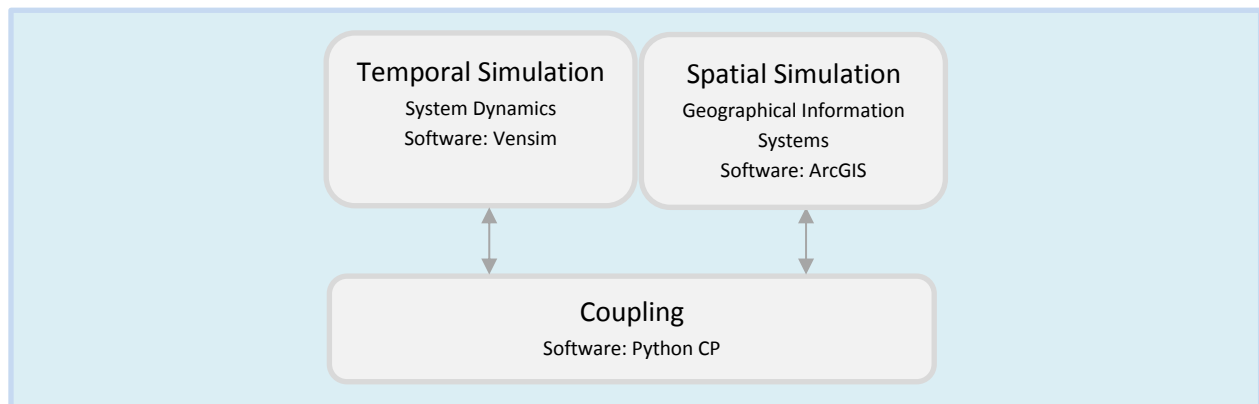 Temporal Simulation
System Dynamics
Software: Vensim
Spatial Simulation
Geographical Information
Systems
Software: ArcGIS
Coupling
Software: Python CP